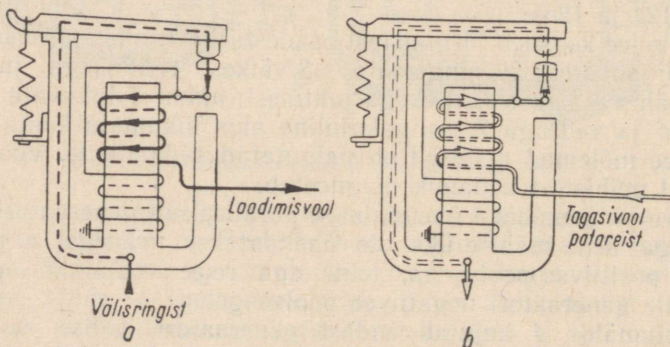 Laadimisvool
Välisringist
a
Tagasivool
patareist
b